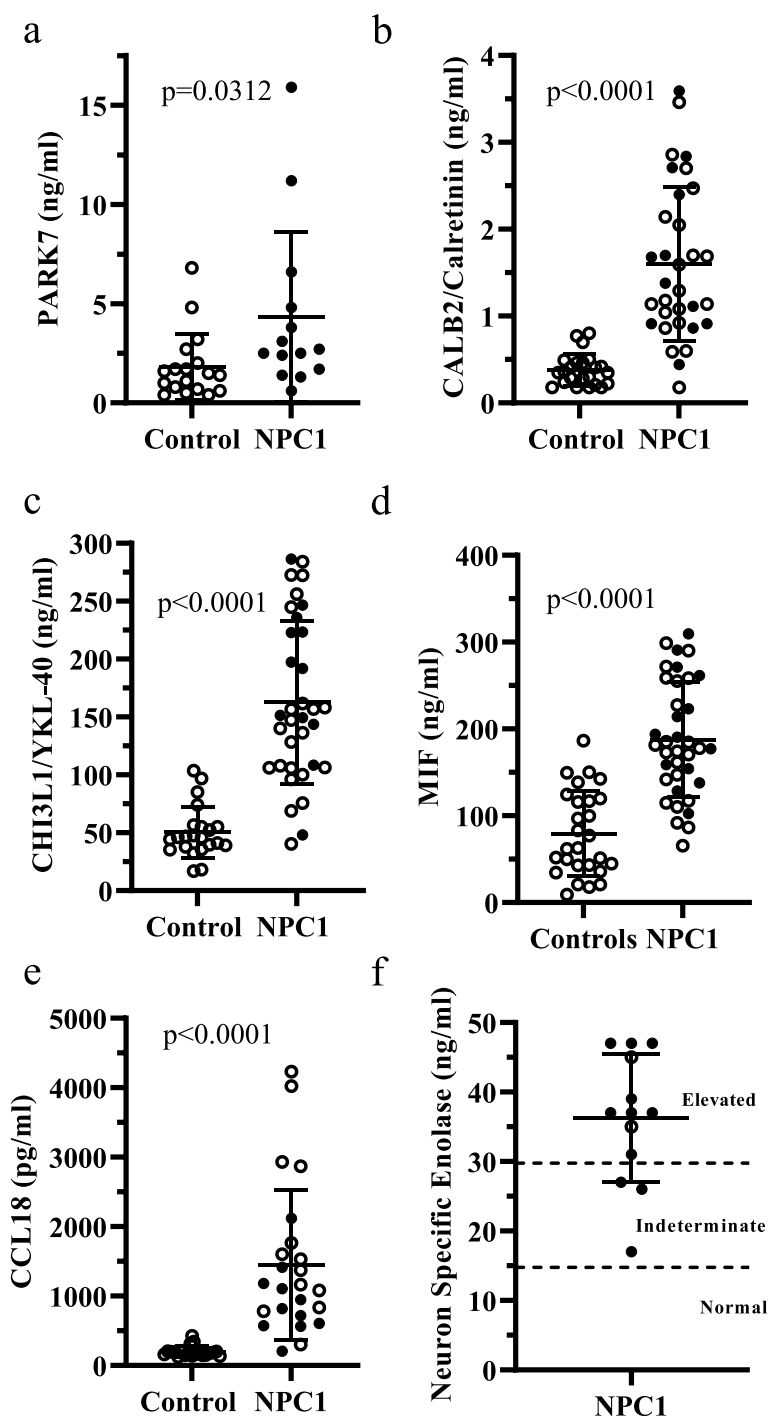 a
PARK7 (ng/ml)
15
10
5
0
p=0.0312
Control NPC1
b
CALB2/Calretinin (ng/ml)
4
3
2
1
0
p<0.0001
Control NPC1
c
CHI3L1/YKL-40 (ng/ml)
300
250
200
150
100
50
0
p<0.0001
Control NPC1
d
MIF (ng/ml)
400
300
200
100
0
p<0.0001
Controls NPC1
e
CCL18 (pg/ml)
5000
4000
3000
2000
1000
0
p<0.0001
Control NPC1
f
Neuron Specific Enolase (ng/ml)
50
40
30
20
10
0
Elevated
Indeterminate
Normal
NPC1